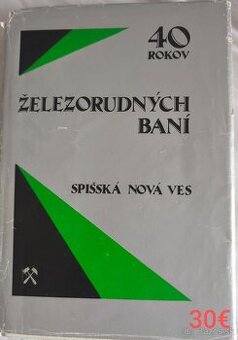 40
ROKOV
ŽELEZORUDNÝCH
BANÍ
SPIŠSKÁ NOVÁ VES
30€